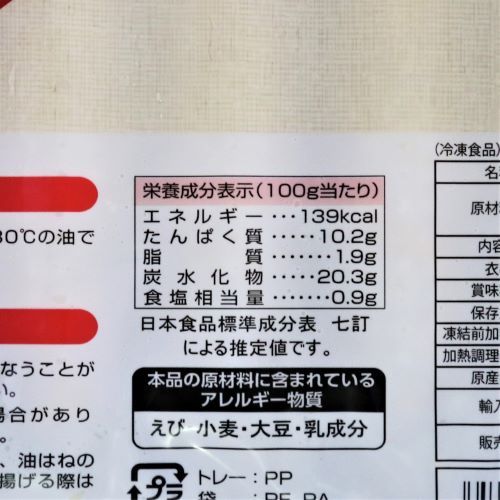 栄養成分表示(100g当たり)
エネルギー・・・・139kcal
たんぱく質・・・・・10.2g
脂　　　質・・・・・・・1.9g
炭水化物・・・・・20.3g
食塩相当量・・・・・0.9g
日本食品標準成分表 七訂
による推定値です。
本品の原材料に含まれている
アレルギー物質
えび・小麦・大豆・乳成分
プラ
トレー：PP
袋：PE, PA
0℃の油で
なうことが
い。
場合があり
。
、油はねの
揚げる際は
(冷凍食品)
名
原材
内容
衣
賞味
保存
凍結前加
加熱調理
原産
輸入
販売